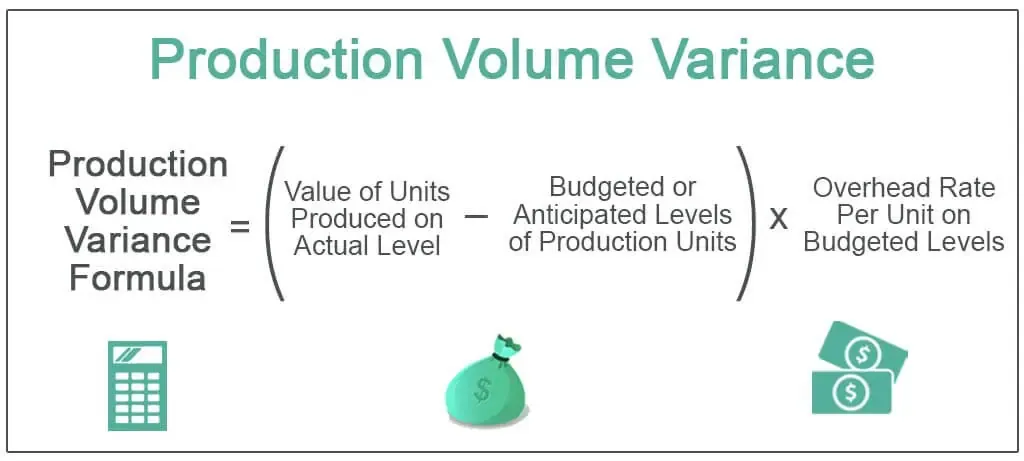 Production Volume Variance
Production
Volume
Variance
Formula
=
(
Value of Units
Produced on
Actual Level
–
Budgeted or
Anticipated Levels
of Production Units
)
x
Overhead Rate
Per Unit on
Budgeted Levels
$
$
$